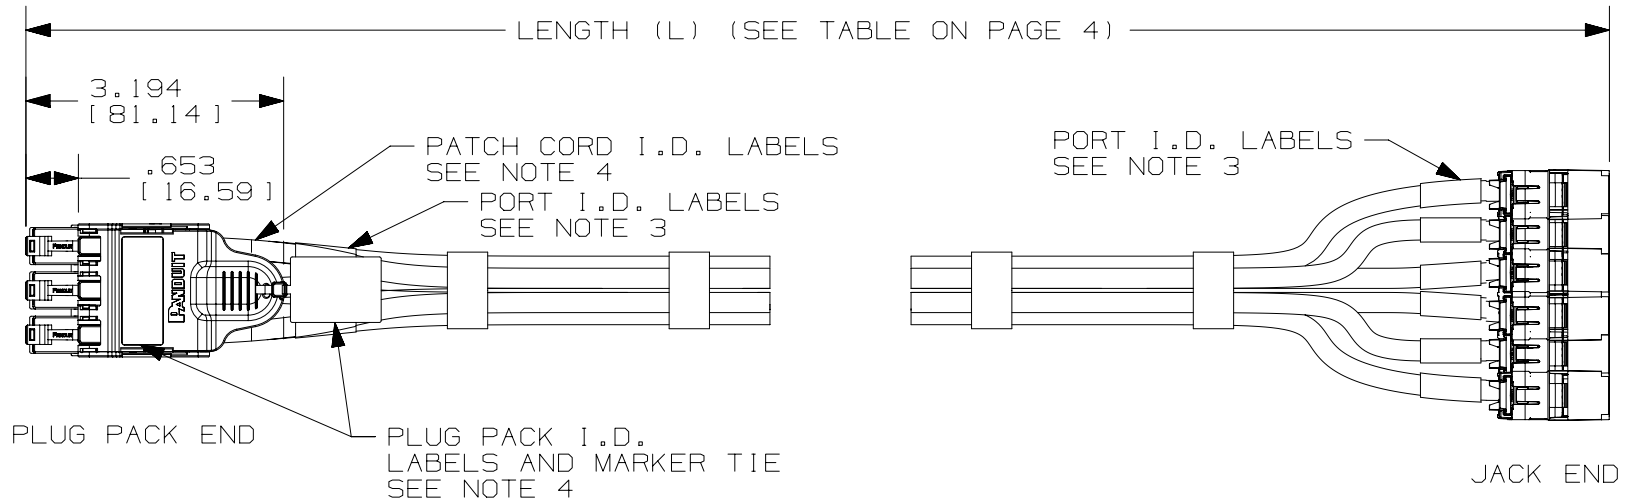 LENGTH (L) (SEE TABLE ON PAGE 4)
3.194
[81.14]
.653
[16.59]
PATCH CORD I.D. LABELS
SEE NOTE 4
PORT I.D. LABELS
SEE NOTE 3
PORT I.D. LABELS
SEE NOTE 3
PANDUIT
PLUG PACK END
PLUG PACK I.D.
LABELS AND MARKER TIE
SEE NOTE 4
JACK END